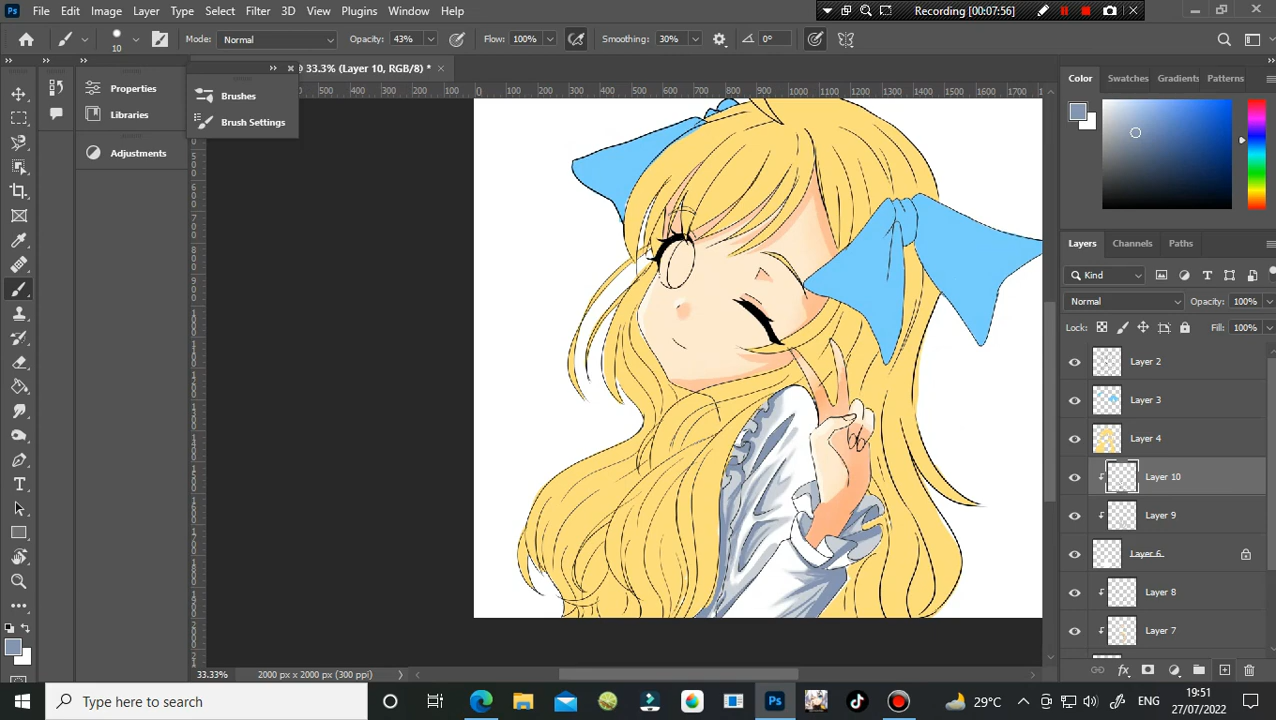 Ps File Edit Image Layer Type Select Filter 3D View Plugins Window Help
Recording [00:07:56]
10 Mode: Normal Opacity: 43% Flow: 100% Smoothing: 30% 0°
@ 33.3% (Layer 10, RGB/8) *
Properties
Libraries
Adjustments
Brushes
Brush Settings
Color Swatches Gradients Patterns
Layers Channels Paths
Kind
Normal Opacity: 100%
Lock: Fill: 100%
Layer 2
Layer 3
Layer 4
Layer 10
Layer 9
Layer 6
Layer 8
Layer 7
33.33% 2000 px x 2000 px (300 ppi)
Type here to search
Ps
29°C
ENG
19:51
27/07/2022